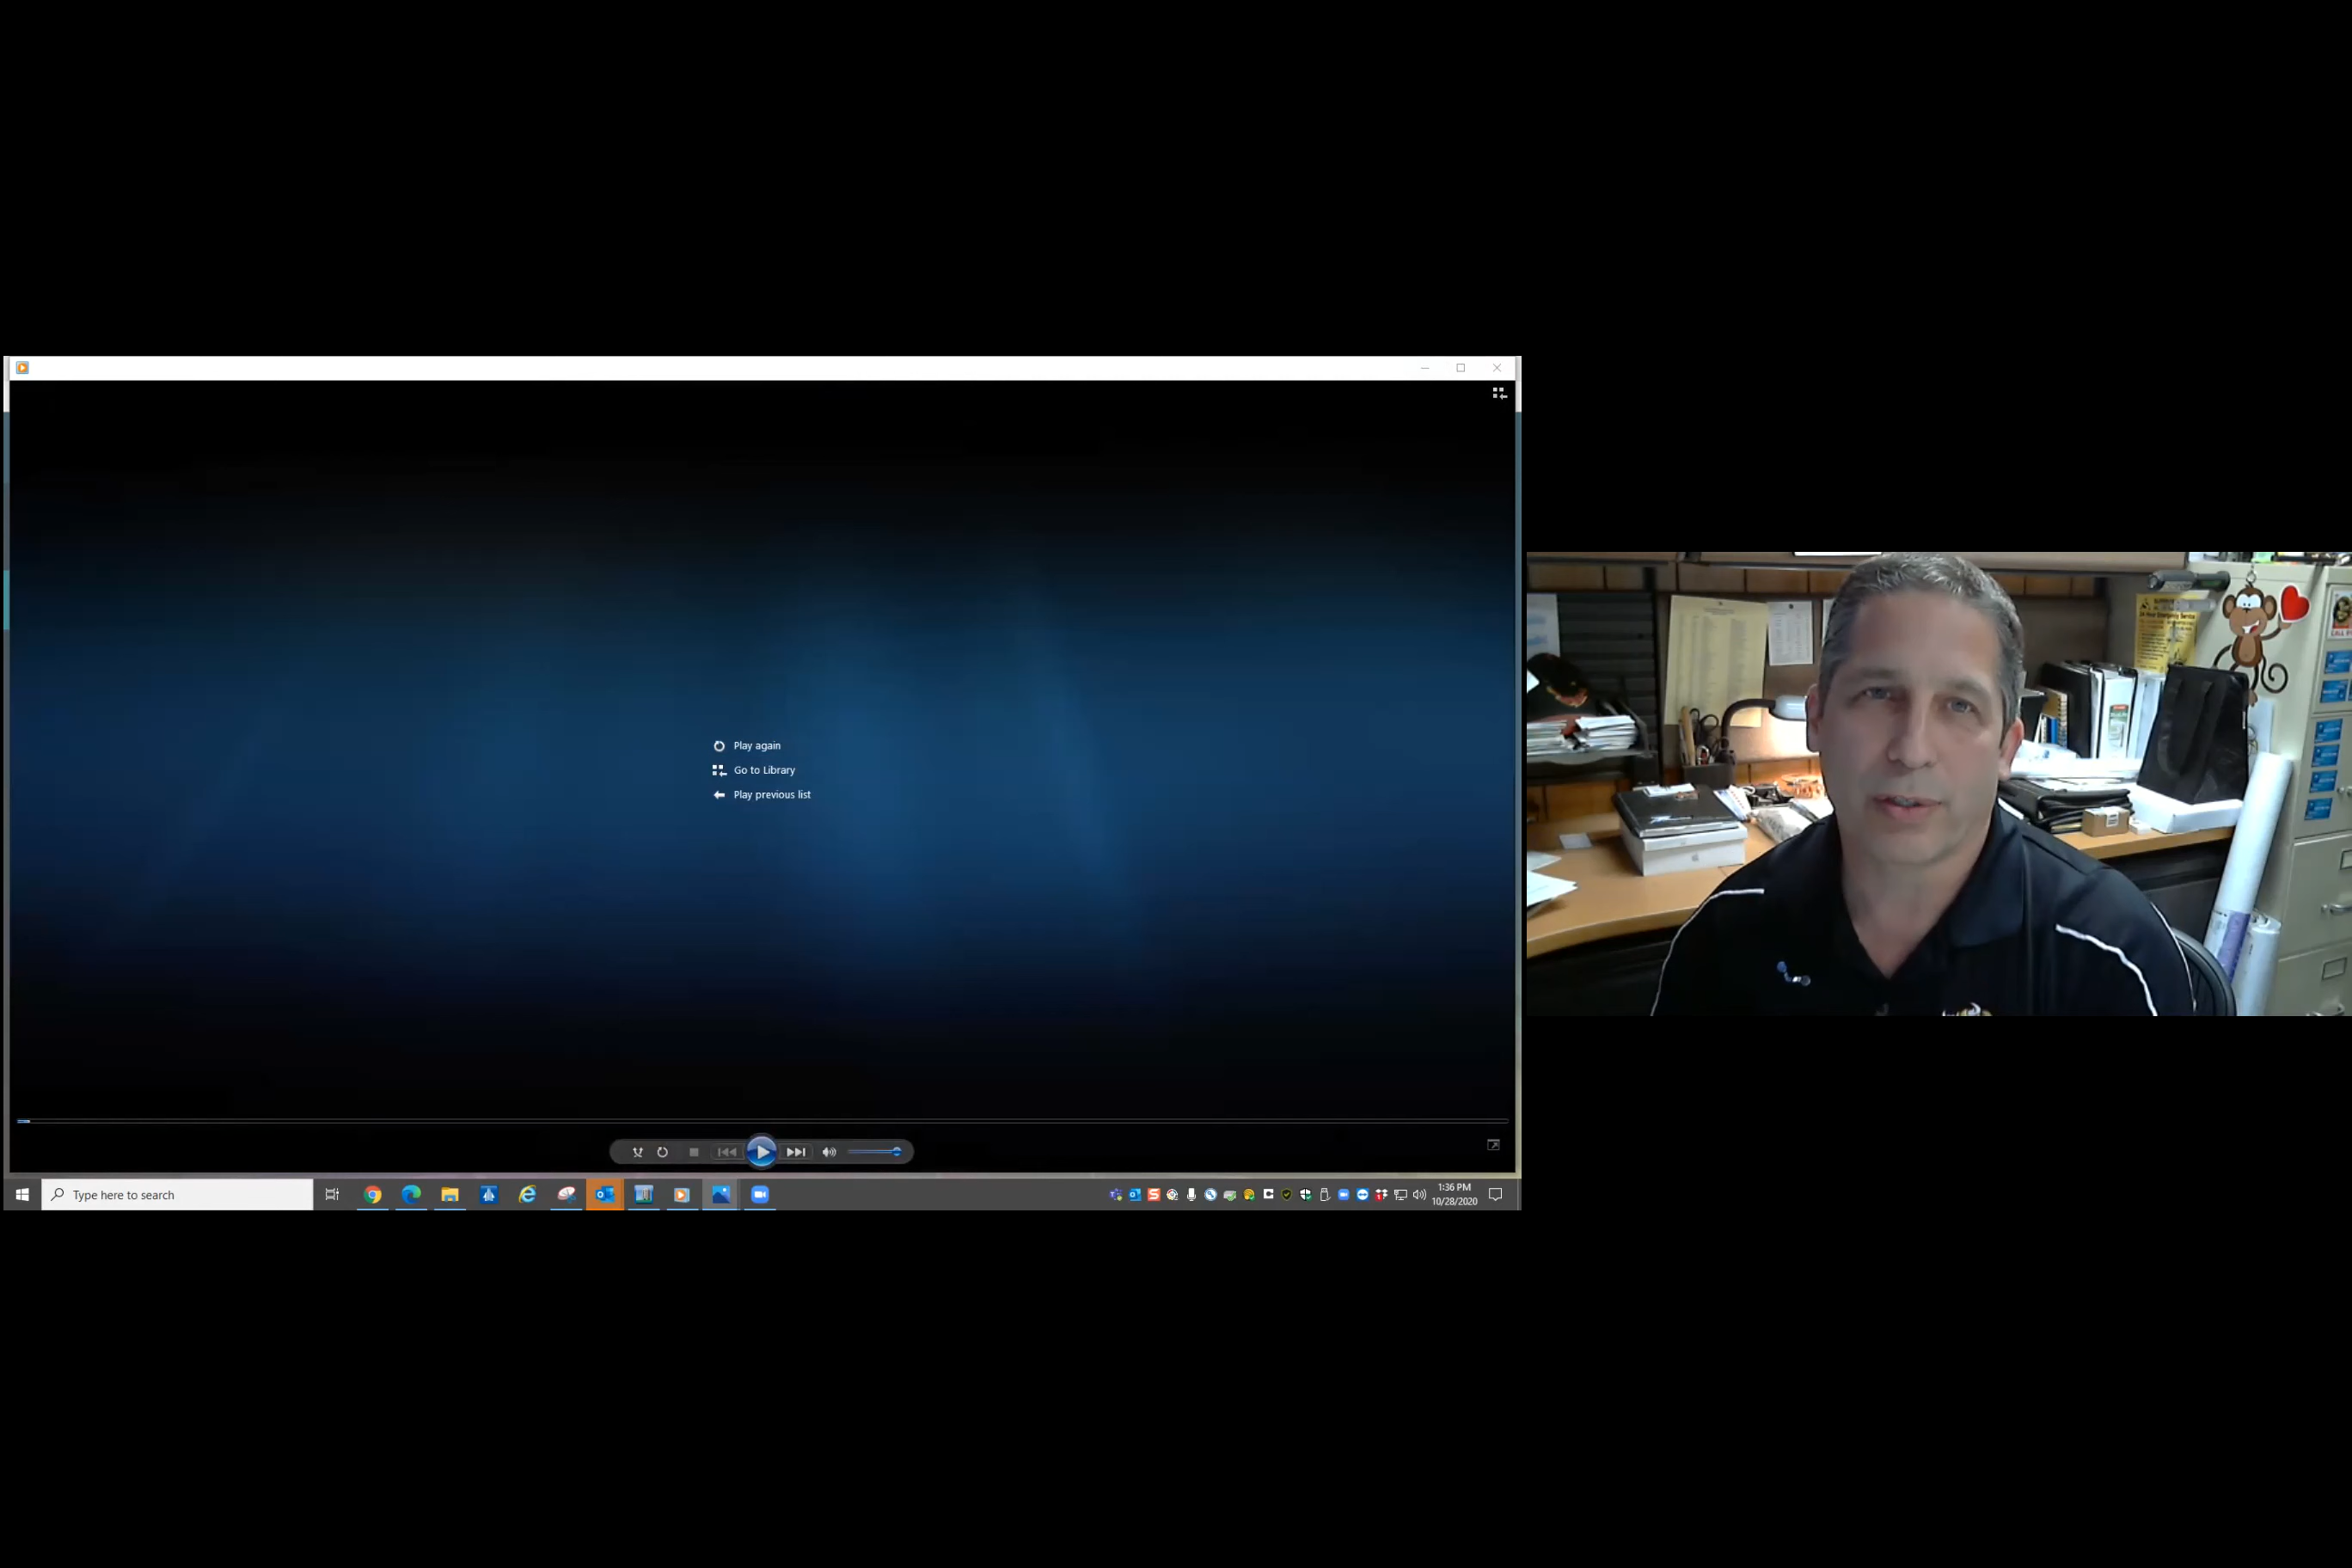 Play again
Go to Library
Play previous list
Type here to search
1:36 PM
10/28/2020